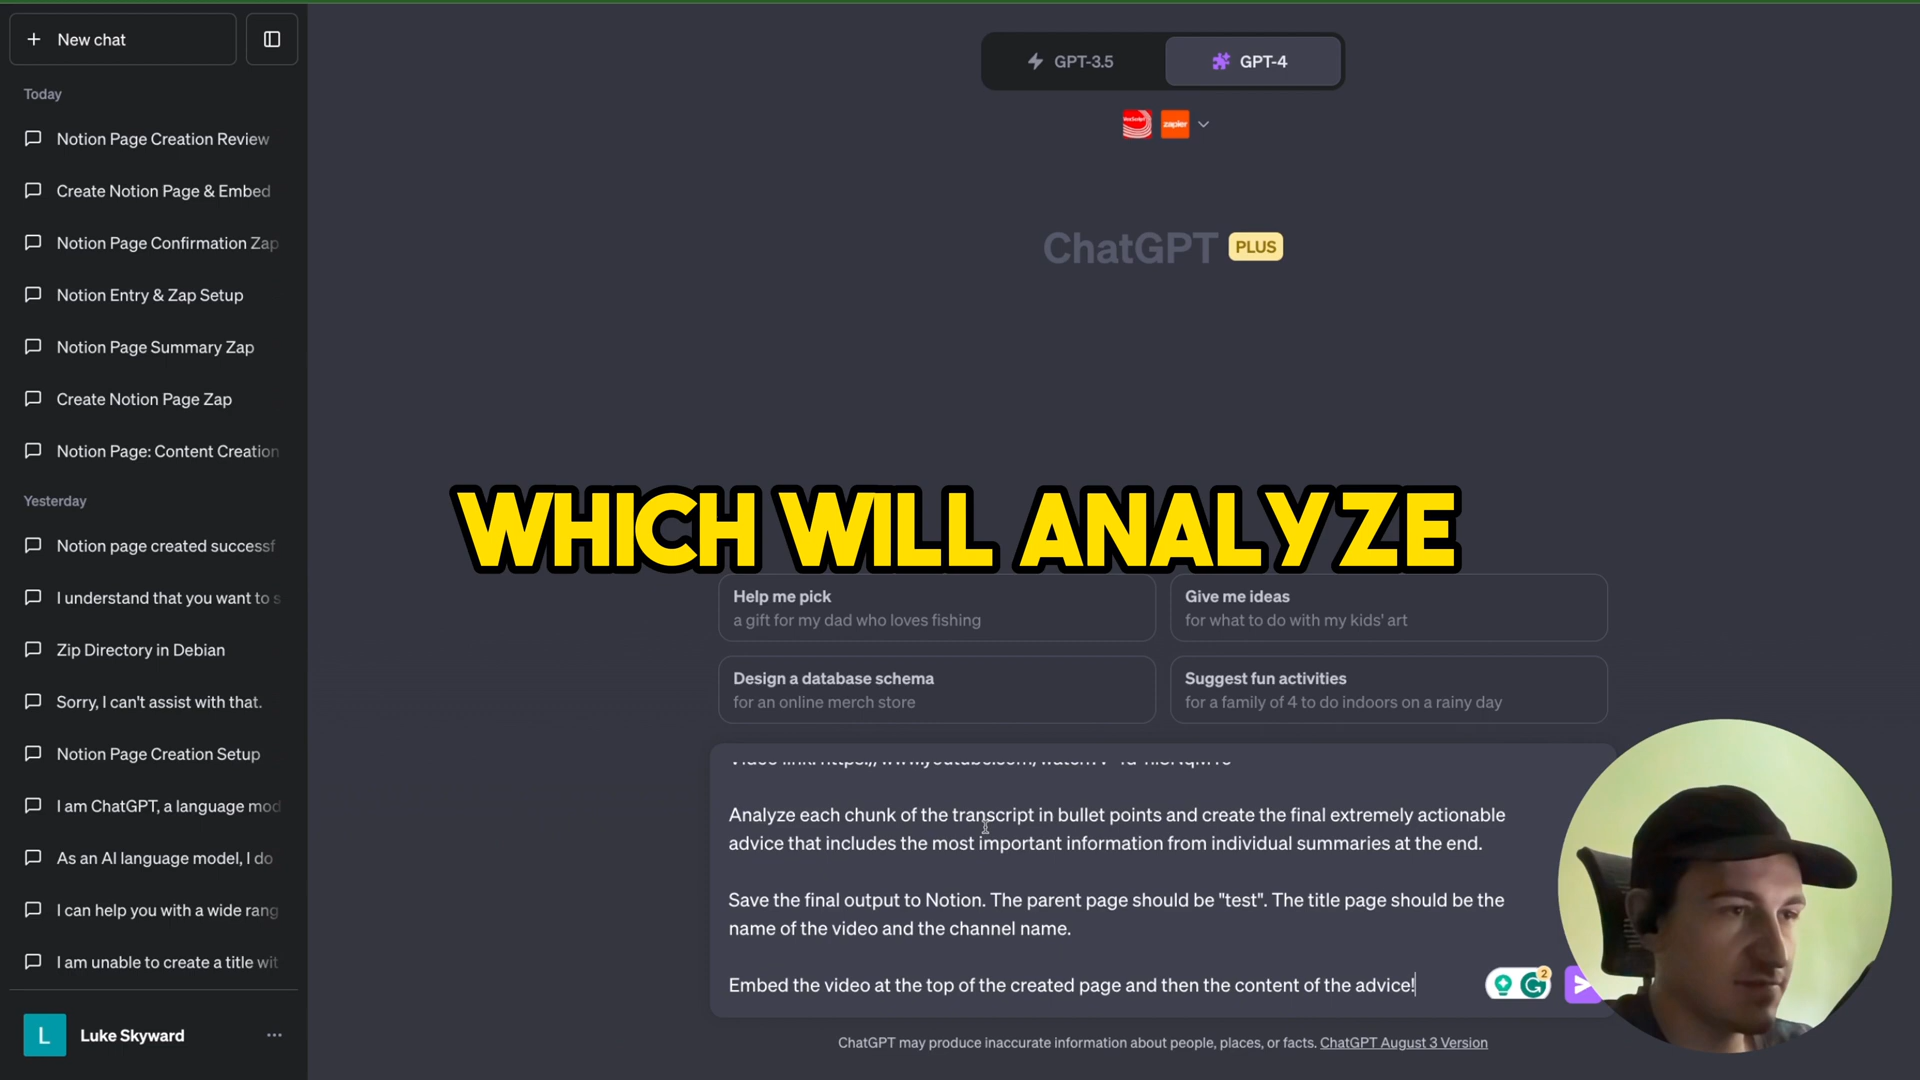 New chat
Today
Notion Page Creation Review
Create Notion Page & Embed
Notion Page Confirmation Zap
Notion Entry & Zap Setup
Notion Page Summary Zap
Create Notion Page Zap
Notion Page: Content Creation
Yesterday
Notion page created successf
I understand that you want to s
Zip Directory in Debian
Sorry, I can't assist with that.
Notion Page Creation Setup
I am ChatGPT, a language mod
As an AI language model, I do
I can help you with a wide rang
I am unable to create a title wit
L
Luke Skyward
GPT-3.5
GPT-4
zapier
ChatGPT PLUS
WHICH WILL ANALYZE
Help me pick
a gift for my dad who loves fishing
Give me ideas
for what to do with my kids' art
Design a database schema
for an online merch store
Suggest fun activities
for a family of 4 to do indoors on a rainy day
Analyze each chunk of the transcript in bullet points and create the final extremely actionable
advice that includes the most important information from individual summaries at the end.
Save the final output to Notion. The parent page should be "test". The title page should be the
name of the video and the channel name.
Embed the video at the top of the created page and then the content of the advice!
2
ChatGPT may produce inaccurate information about people, places, or facts. ChatGPT August 3 Version